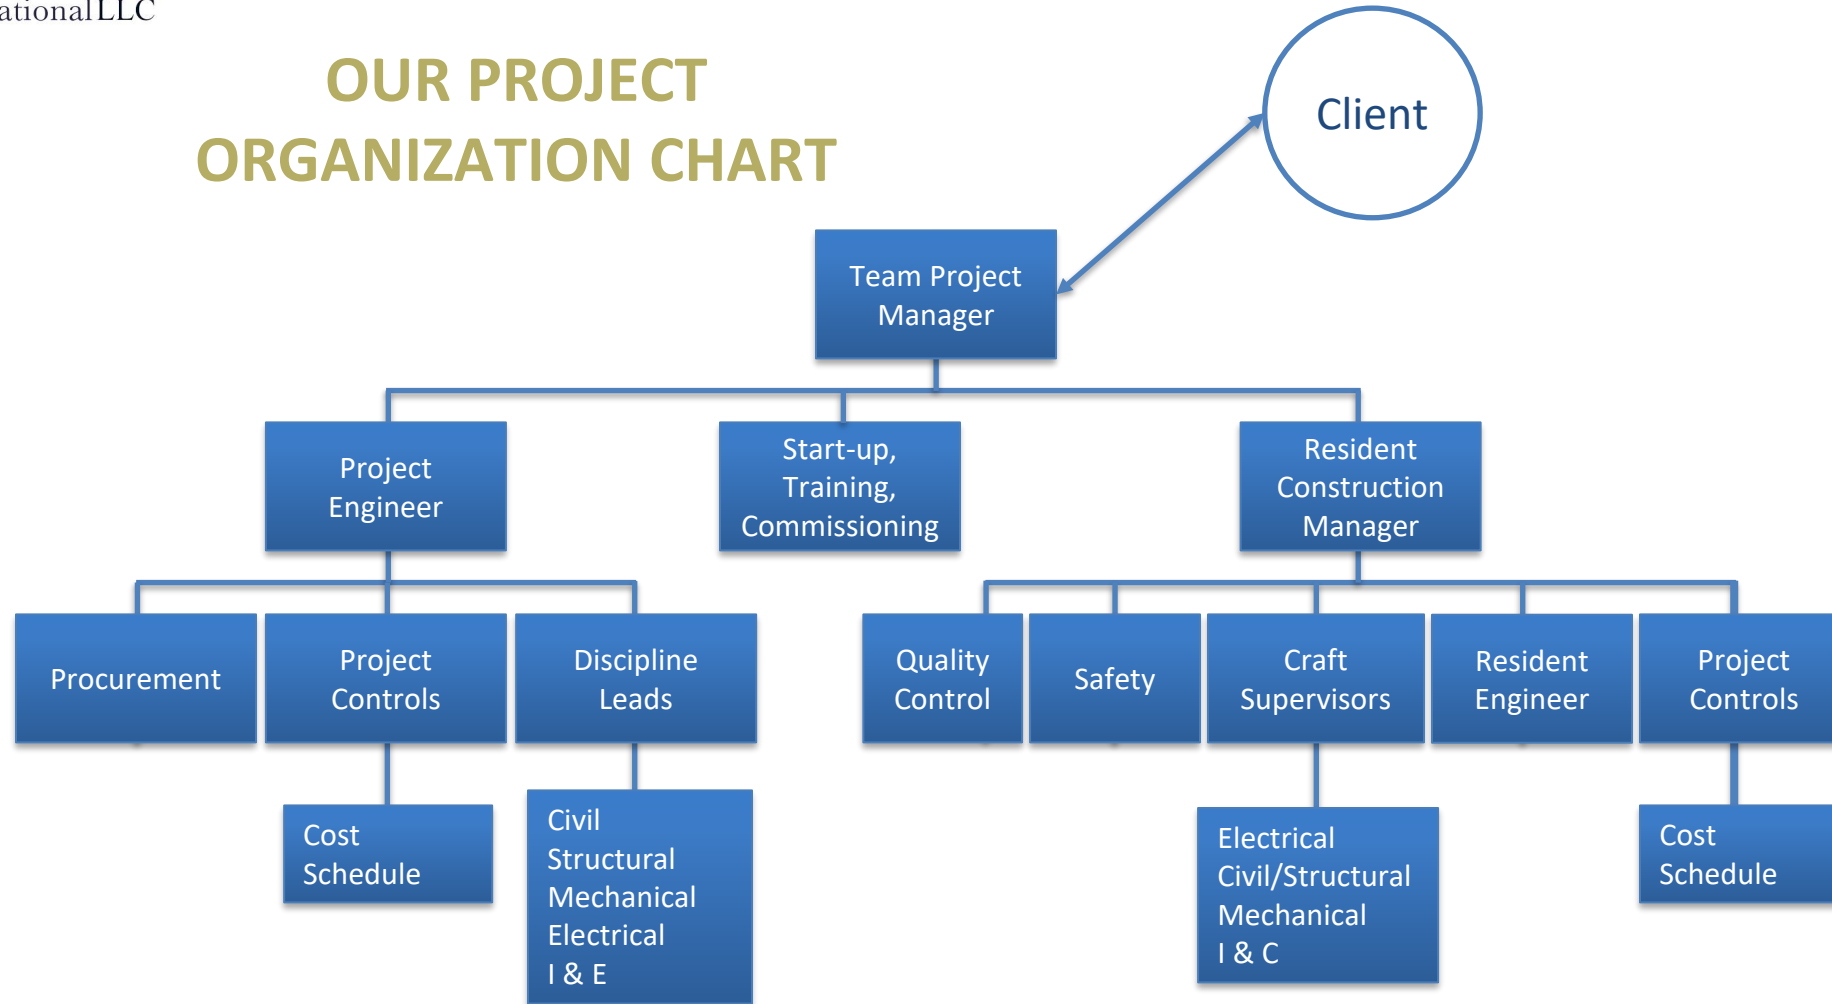 ationalLLC
OUR PROJECT
ORGANIZATION CHART
Client
Team Project
Manager
Project
Engineer
Start-up,
Training,
Commissioning
Resident
Construction
Manager
Procurement
Project
Controls
Discipline
Leads
Quality
Control
Safety
Craft
Supervisors
Resident
Engineer
Project
Controls
Cost
Schedule
Civil
Structural
Mechanical
Electrical
I & E
Electrical
Civil/Structural
Mechanical
I & C
Cost
Schedule